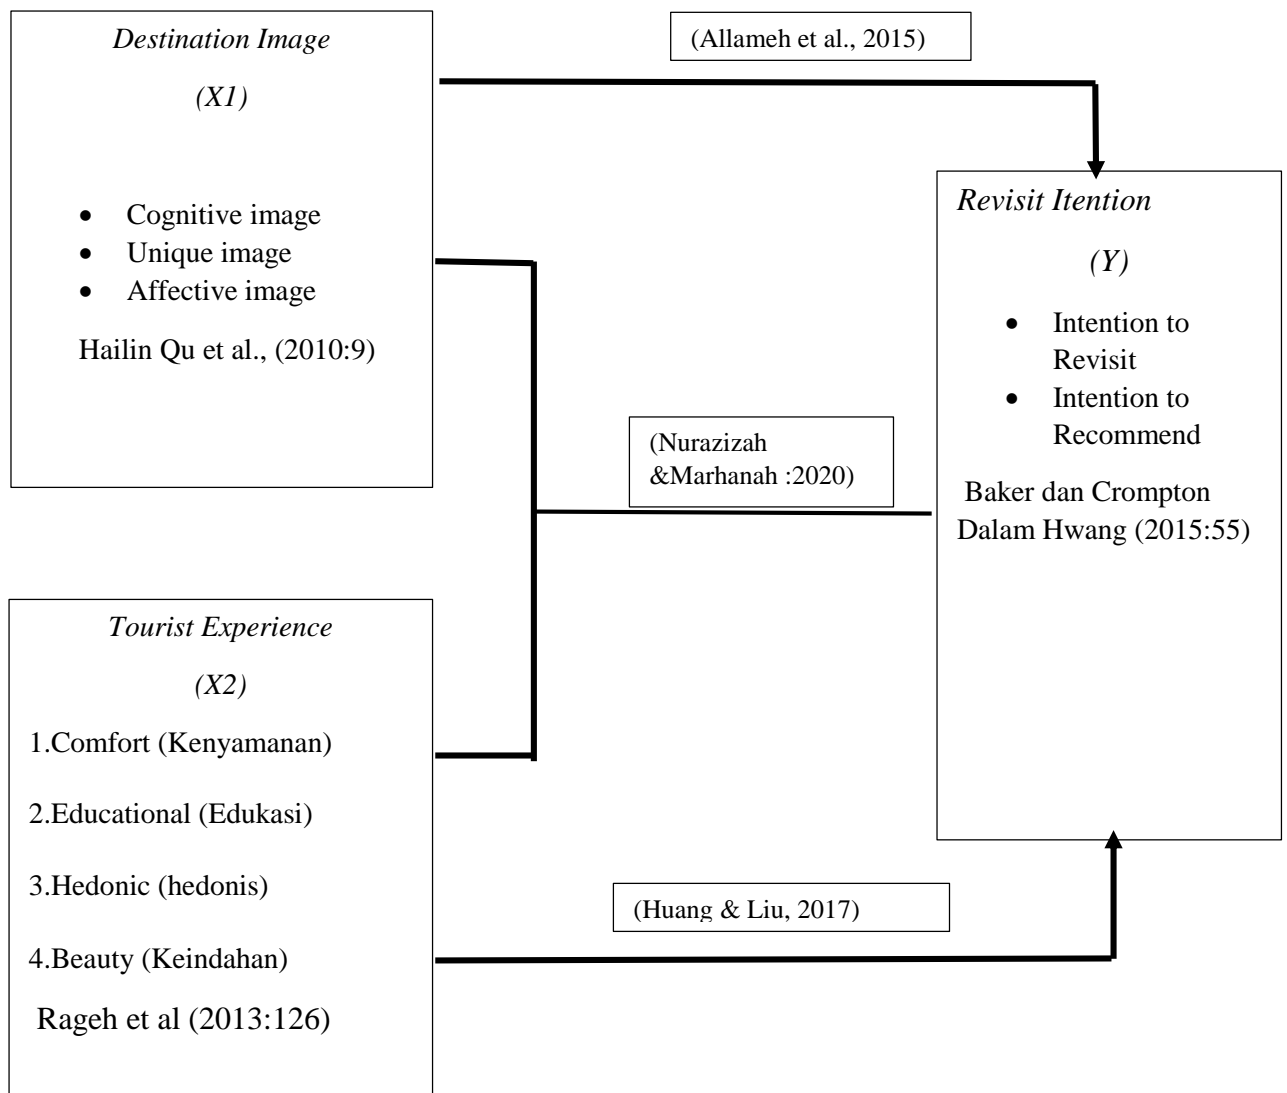 Destination Image
(X1)
• Cognitive image
• Unique image
• Affective image
Hailin Qu et al., (2010:9)
(Allameh et al., 2015)
Revisit Itention
(Y)
• Intention to
Revisit
• Intention to
Recommend
Baker dan Crompton
Dalam Hwang (2015:55)
(Nurazizah
&Marhanah :2020)
Tourist Experience
(X2)
1.Comfort (Kenyamanan)
2.Educational (Edukasi)
3.Hedonic (hedonis)
4.Beauty (Keindahan)
Rageh et al (2013:126)
(Huang & Liu, 2017)